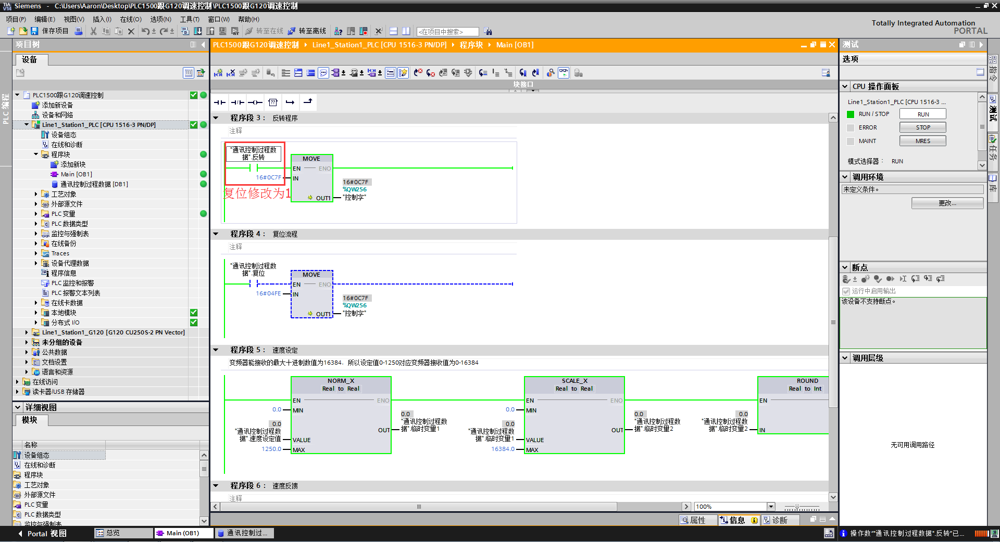 Siemens - C:\Users\Aaron\Desktop\PLC1500跟G120调速控制\PLC1500跟G120调速控制
项目(P) 编辑(E) 视图(V) 插入(I) 在线(O) 选项(N) 工具(T) 窗口(W) 帮助(H)
保存项目 转至在线 转至离线 <在项目中搜索>
Totally Integrated Automation
PORTAL
PLC 编程
项目树
设备
PLC1500跟G120调速控制
添加新设备
设备和网络
Line1_Station1_PLC [CPU 1516-3 PN/DP]
设备组态
在线和诊断
程序块
添加新块
Main [OB1]
通讯控制过程数据 [DB1]
工艺对象
外部源文件
PLC 变量
PLC 数据类型
监控与强制表
在线备份
Traces
设备代理数据
程序信息
PLC 监控和报警
PLC 报警文本列表
在线卡数据
本地模块
分布式 I/O
Line1_Station1_G120 [G120 CU250S-2 PN Vector]
未分组的设备
公共数据
文档设置
语言和资源
在线访问
读卡器/USB 存储器
详细视图
模块
名称
设备组态
在线和诊断
程序块
工艺对象
外部源文件
PLC 变量
PLC 数据类型
监控与强制表
PLC1500跟G120调速控制 Line1_Station1_PLC [CPU 1516-3 PN/DP] 程序块 Main [OB1]
块接口
程序段 3： 反转程序
注释
"通讯控制过程数
据".反转
MOVE
EN ENO
16#0C7F IN
16#0C7F
%QW256
OUT1 "控制字"
复位修改为1
程序段 4： 复位流程
注释
"通讯控制过程数
据".复位
MOVE
EN ENO
16#04FE IN
16#0C7F
%QW256
OUT1 "控制字"
程序段 5： 速度设定
变频器能接收的最大十进制数值为16384，所以设定值0-1250对应变频器接收值为0-16384
NORM_X
Real to Real
EN ENO
0.0 MIN
0.0
"通讯控制过程数
据".速度设定值 VALUE
1250.0 MAX
0.0
"通讯控制过程数
OUT 据".临时变量1
SCALE_X
Real to Real
EN ENO
0.0 MIN
0.0
"通讯控制过程数
据".临时变量1 VALUE
16384.0 MAX
0.0
"通讯控制过程数
OUT 据".临时变量2
ROUND
Real to Int
EN
0.0
"通讯控制过程数
据".临时变量2 IN
程序段 6： 速度反馈
注释
100%
属性 信息 诊断
测试
选项
CPU 操作面板
Line1_Station1_PLC [CPU 1516-3 ...
RUN / STOP RUN
ERROR STOP
MAINT MRES
模式选择器： RUN
调用环境
未定义条件。
更改...
断点
运行中启用输出
该设备不支持断点。
调用层级
无可用调用路径
指令
测试
任务
库
Portal 视图 总览 Main (OB1) 通讯控制过...
操作数“"通讯控制过程数据".反转”已...